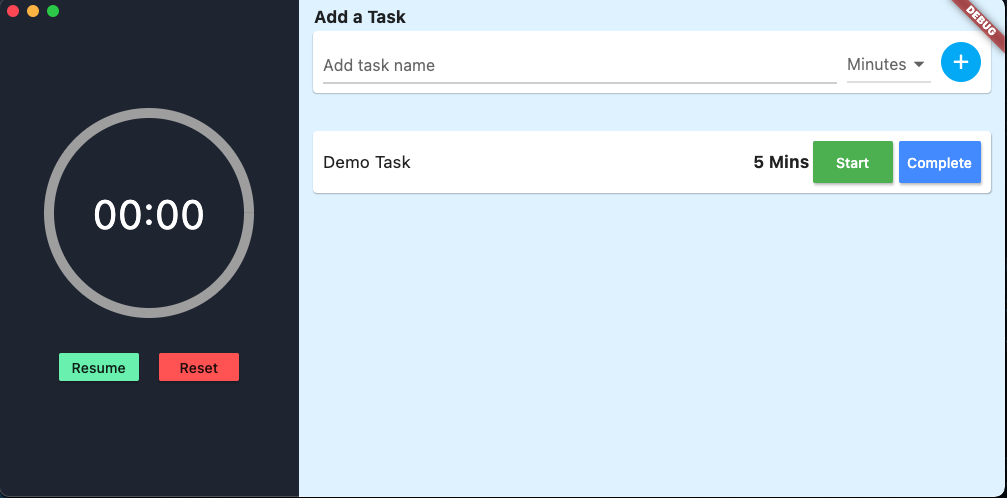 Add a Task
DEBUG
Add task name
Minutes
+
Demo Task
5 Mins
Start
Complete
00:00
Resume
Reset